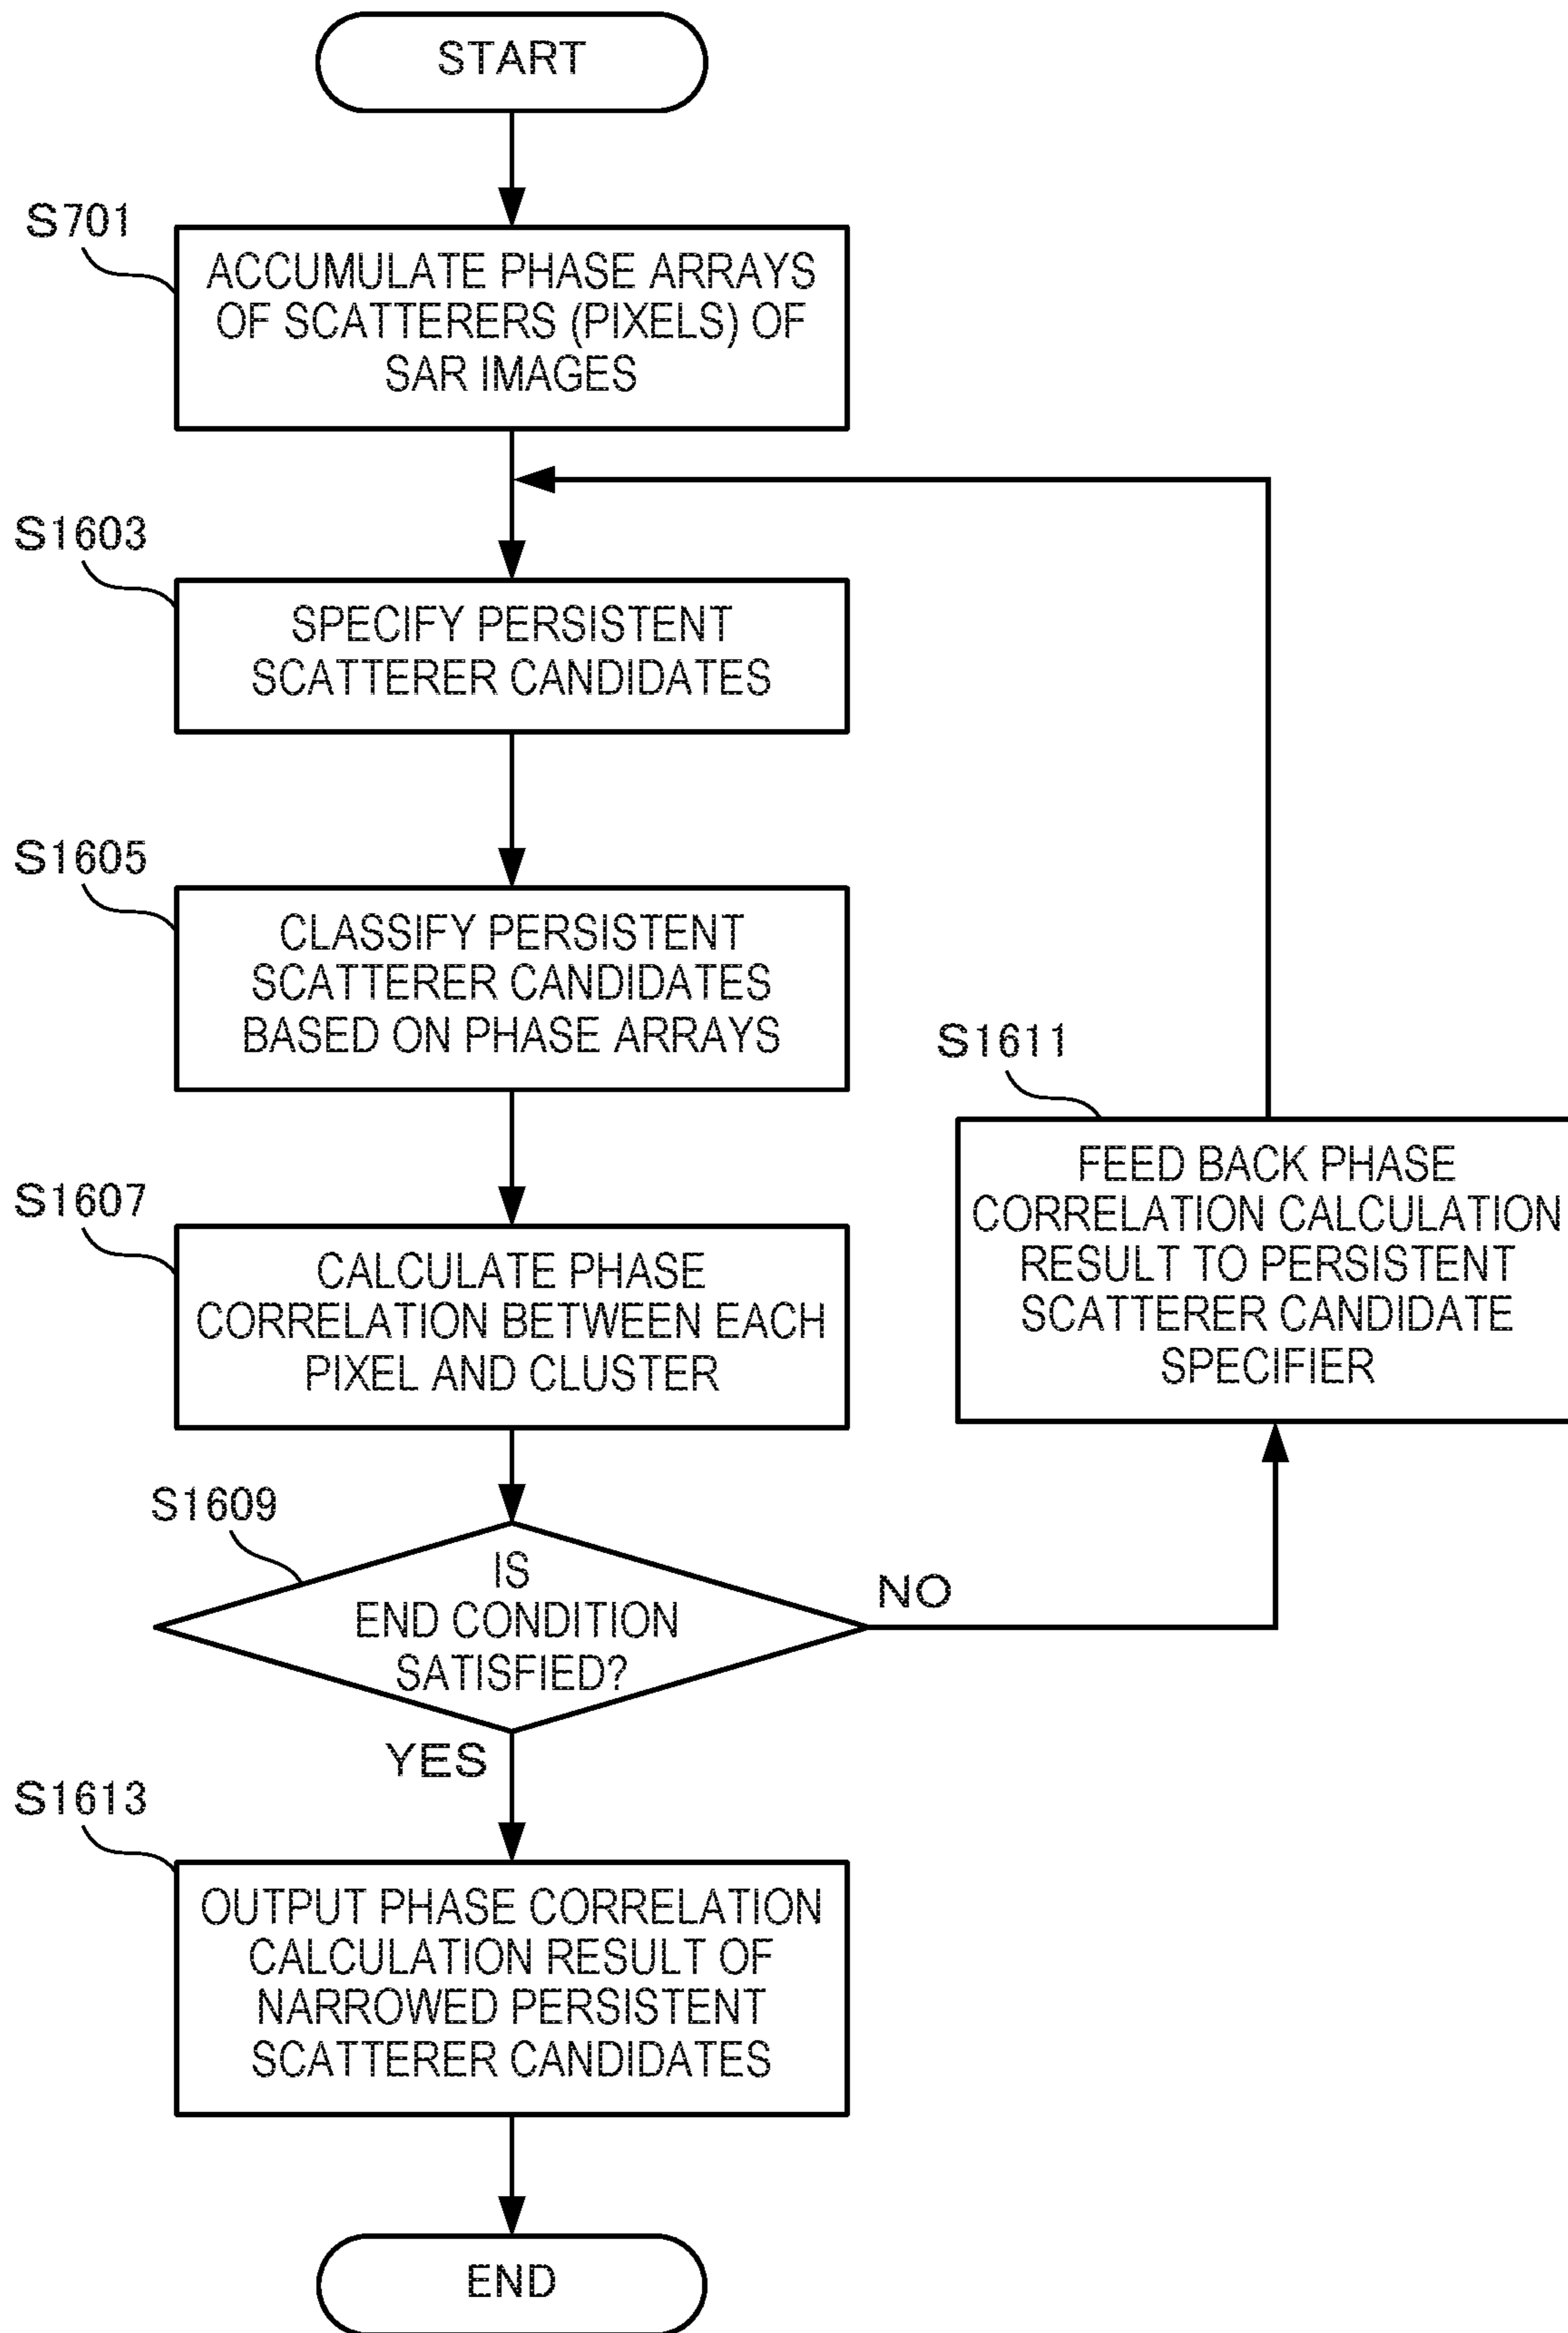 START
S701
ACCUMULATE PHASE ARRAYS
OF SCATTERERS (PIXELS) OF
SAR IMAGES
S1603
SPECIFY PERSISTENT
SCATTERER CANDIDATES
S1605
CLASSIFY PERSISTENT
SCATTERER CANDIDATES
BASED ON PHASE ARRAYS
S1611
FEED BACK PHASE
CORRELATION CALCULATION
RESULT TO PERSISTENT
SCATTERER CANDIDATE
SPECIFIER
S1607
CALCULATE PHASE
CORRELATION BETWEEN EACH
PIXEL AND CLUSTER
S1609
IS
END CONDITION
SATISFIED?
NO
YES
S1613
OUTPUT PHASE CORRELATION
CALCULATION RESULT OF
NARROWED PERSISTENT
SCATTERER CANDIDATES
END